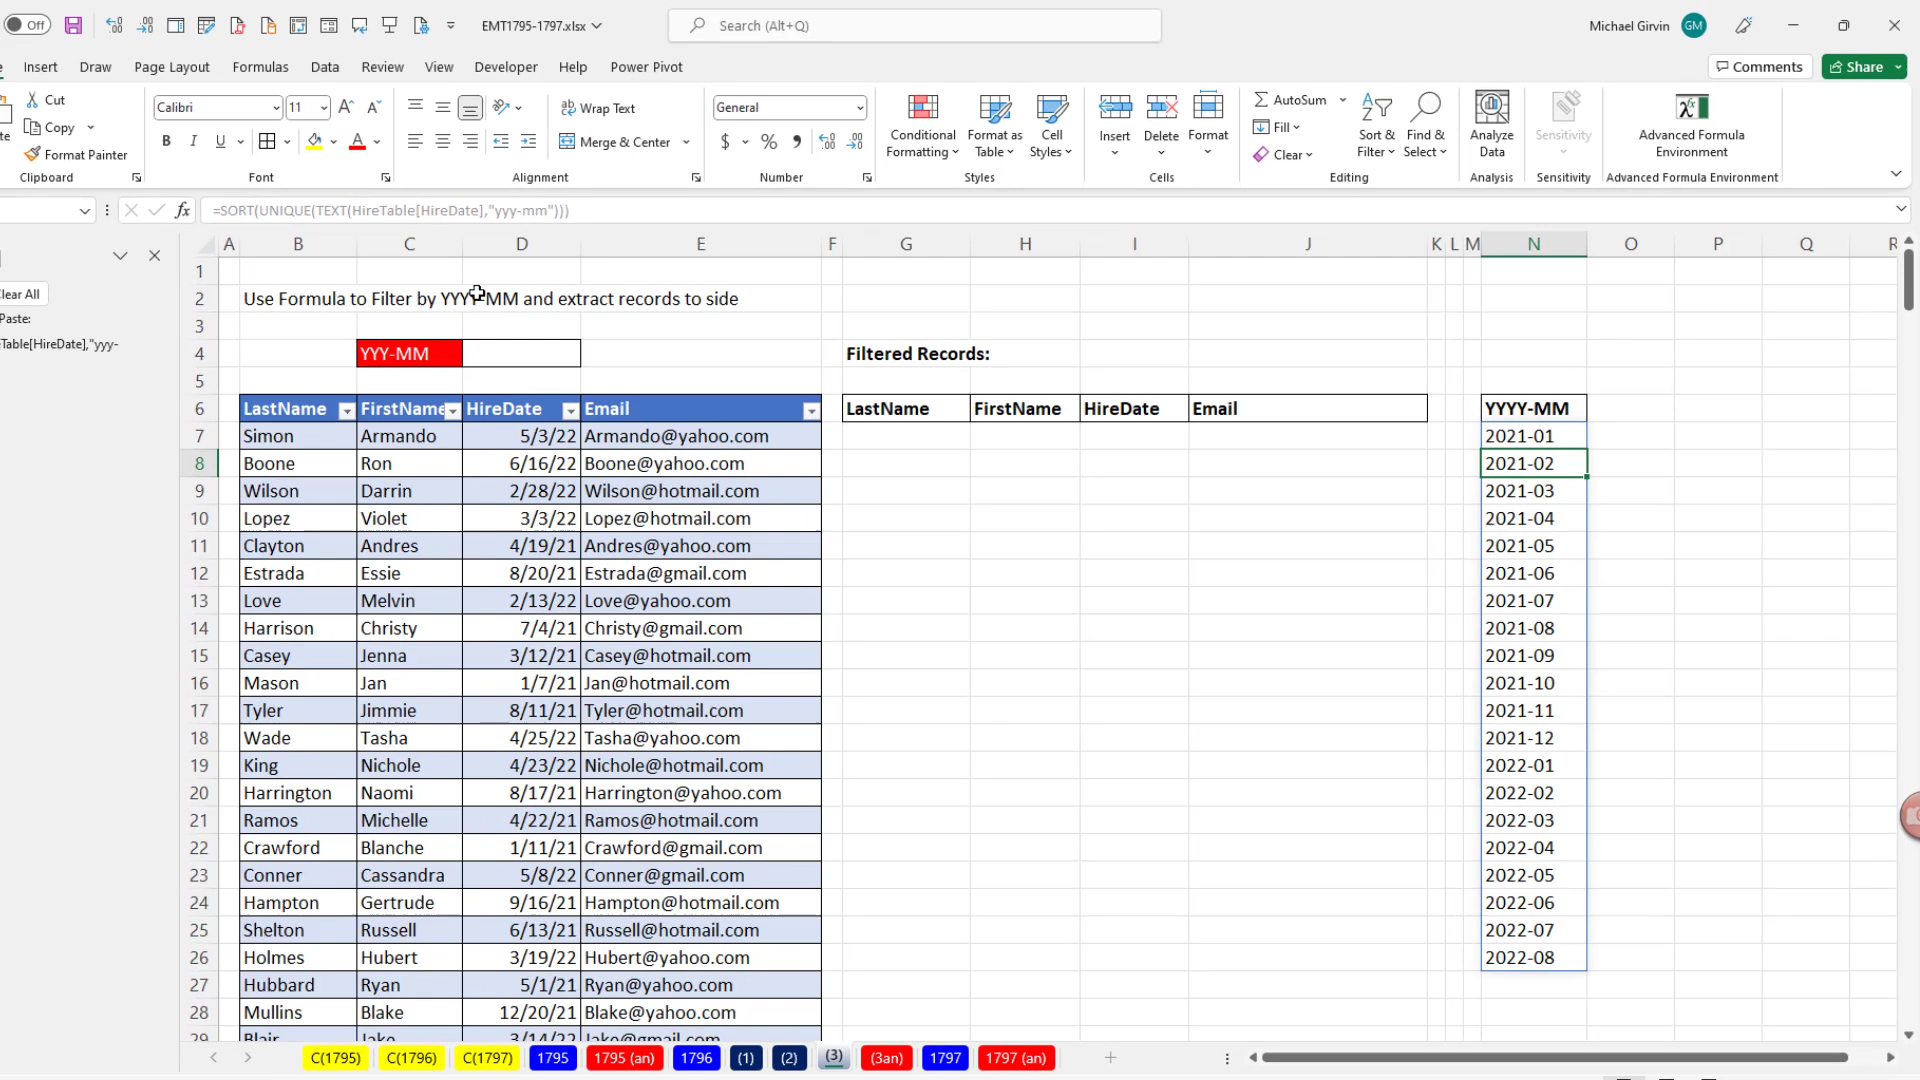 Off
EMT1795-1797.xlsx
Search (Alt+Q)
Michael Girvin
GM
Insert Draw Page Layout Formulas Data Review View Developer Help Power Pivot
Comments
Share
Cut
Copy
Format Painter
Clipboard
Calibri 11
B I U
Font
Wrap Text
Merge & Center
Alignment
General
$ % ,
Number
Conditional Formatting
Format as Table
Cell Styles
Styles
Insert Delete Format
Cells
AutoSum
Fill
Clear
Sort & Filter
Find & Select
Editing
Analyze Data
Analysis
Sensitivity
Sensitivity
Advanced Formula Environment
Advanced Formula Environment
fx =SORT(UNIQUE(TEXT(HireTable[HireDate],"yyy-mm")))
lear All
Paste:
Table[HireDate],"yyy-
A B C D E F G H I J K L M N O P Q R
1
2 Use Formula to Filter by YYYY-MM and extract records to side
3
4 YYY-MM Filtered Records:
5
6 LastName FirstName HireDate Email LastName FirstName HireDate Email YYYY-MM
7 Simon Armando 5/3/22 Armando@yahoo.com 2021-01
8 Boone Ron 6/16/22 Boone@yahoo.com 2021-02
9 Wilson Darrin 2/28/22 Wilson@hotmail.com 2021-03
10 Lopez Violet 3/3/22 Lopez@hotmail.com 2021-04
11 Clayton Andres 4/19/21 Andres@yahoo.com 2021-05
12 Estrada Essie 8/20/21 Estrada@gmail.com 2021-06
13 Love Melvin 2/13/22 Love@yahoo.com 2021-07
14 Harrison Christy 7/4/21 Christy@gmail.com 2021-08
15 Casey Jenna 3/12/21 Casey@hotmail.com 2021-09
16 Mason Jan 1/7/21 Jan@hotmail.com 2021-10
17 Tyler Jimmie 8/11/21 Tyler@hotmail.com 2021-11
18 Wade Tasha 4/25/22 Tasha@yahoo.com 2021-12
19 King Nichole 4/23/22 Nichole@hotmail.com 2022-01
20 Harrington Naomi 8/17/21 Harrington@yahoo.com 2022-02
21 Ramos Michelle 4/22/21 Ramos@hotmail.com 2022-03
22 Crawford Blanche 1/11/21 Crawford@gmail.com 2022-04
23 Conner Cassandra 5/8/22 Conner@gmail.com 2022-05
24 Hampton Gertrude 9/16/21 Hampton@hotmail.com 2022-06
25 Shelton Russell 6/13/21 Russell@hotmail.com 2022-07
26 Holmes Hubert 3/19/22 Hubert@yahoo.com 2022-08
27 Hubbard Ryan 5/1/21 Ryan@yahoo.com
28 Mullins Blake 12/20/21 Blake@yahoo.com
29 Blair Jake 3/14/22 Jake@gmail.com
C(1795) C(1796) C(1797) 1795 1795 (an) 1796 (1) (2) (3) (3an) 1797 1797 (an)